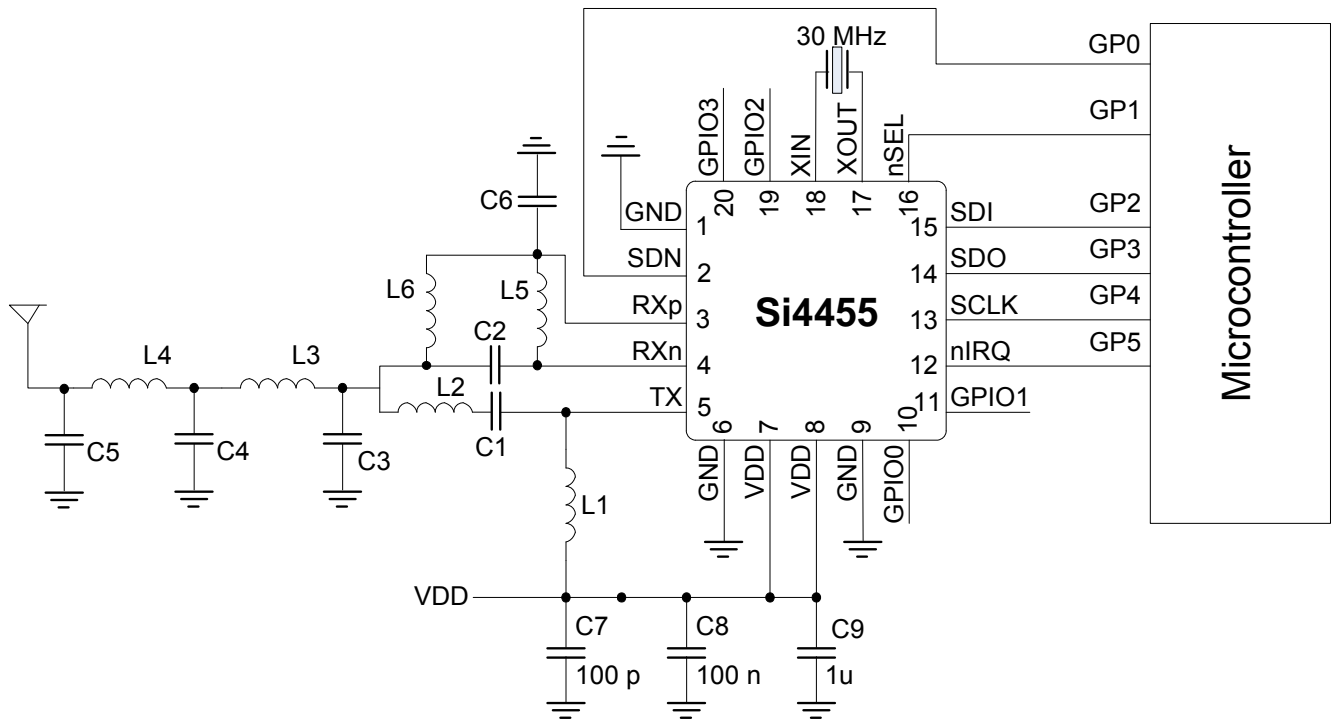 30 MHz
GP0
GPIO3
GPIO2
XIN
XOUT
nSEL
GP1
C6
GND
1
20
19
18
17
16
15
SDI
GP2
SDN
2
14
SDO
GP3
L6
L5
RXp
3
Si4455
13
SCLK
GP4
C2
RXn
4
12
nIRQ
GP5
L4
L3
L2
TX
5
11
GPIO1
C1
6
7
8
9
10
C5
C4
C3
GND
VDD
VDD
GND
GPIO0
Microcontroller
L1
VDD
C7
100 p
C8
100 n
C9
1u